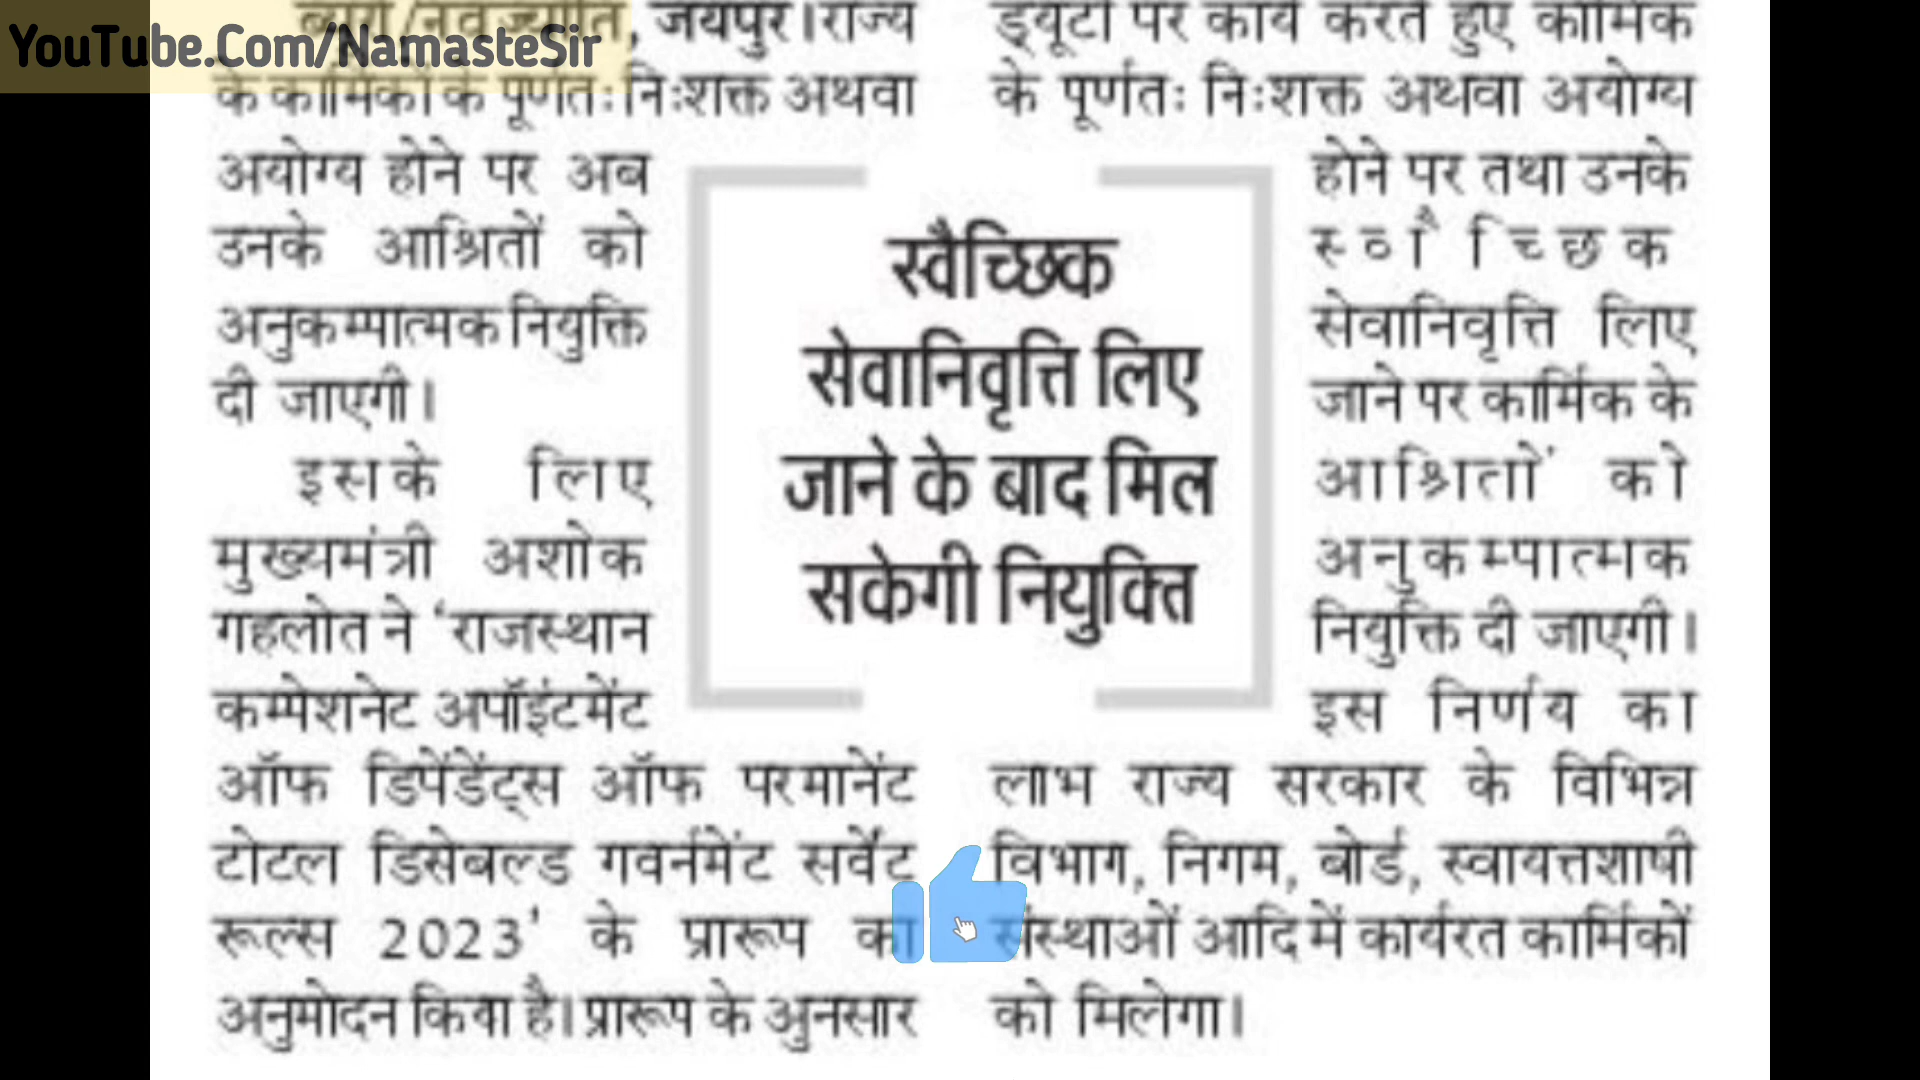 YouTube.Com/NamasteSir
ब्यूरो/नवज्योति, जयपुर। राज्य
के कार्मिकों के पूर्णतः निःशक्त अथवा
अयोग्य होने पर अब
उनके आश्रितों को
अनुकम्पात्मक नियुक्ति
दी जाएगी।
इसके लिए
मुख्यमंत्री अशोक
गहलोत ने ‘राजस्थान
कम्पेशनेट अपॉइंटमेंट
ऑफ डिपेंडेंट्स ऑफ परमानेंट
टोटल डिसेबल्ड गवर्नमेंट सर्वेंट
रूल्स 2023' के प्रारूप का
अनुमोदन किया है। प्रारूप के अुनसार
स्वैच्छिक
सेवानिवृत्ति लिए
जाने के बाद मिल
सकेगी नियुक्ति
ड्यूटी पर कार्य करते हुए कार्मिक
के पूर्णतः निःशक्त अथवा अयोग्य
होने पर तथा उनके
स्वैच्छिक
सेवानिवृत्ति लिए
जाने पर कार्मिक के
आश्रितों को
अनुकम्पात्मक
नियुक्ति दी जाएगी।
इस निर्णय का
लाभ राज्य सरकार के विभिन्न
विभाग, निगम, बोर्ड, स्वायत्तशाषी
संस्थाओं आदि में कार्यरत कार्मिकों
को मिलेगा।